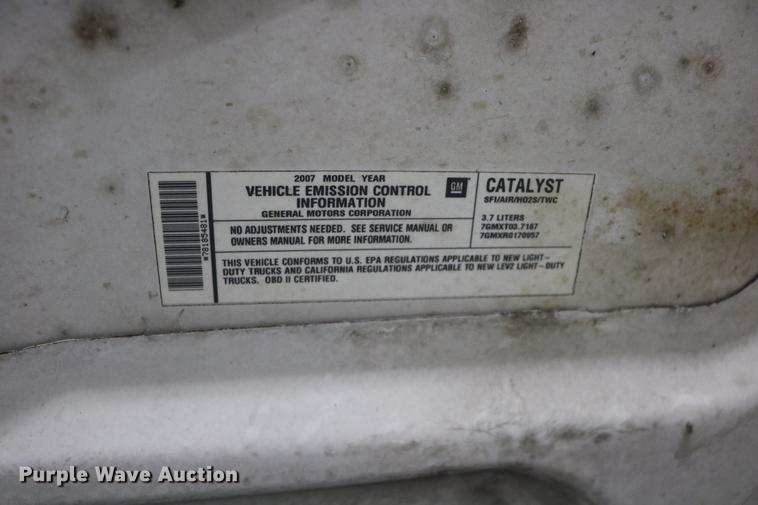 *78185481*
2007 MODEL YEAR
VEHICLE EMISSION CONTROL
INFORMATION
GENERAL MOTORS CORPORATION
GM
CATALYST
SFI/AIR/HO2S/TWC
NO ADJUSTMENTS NEEDED. SEE SERVICE MANUAL OR
OWNERS MANUAL FOR MORE INFORMATION.
3.7 LITERS
7GMXT03.7187
7GMXR0170957
THIS VEHICLE CONFORMS TO U.S. EPA REGULATIONS APPLICABLE TO NEW LIGHT-
DUTY TRUCKS AND CALIFORNIA REGULATIONS APPLICABLE TO NEW LEV2 LIGHT-DUTY
TRUCKS. OBD II CERTIFIED.
Purple Wave Auction